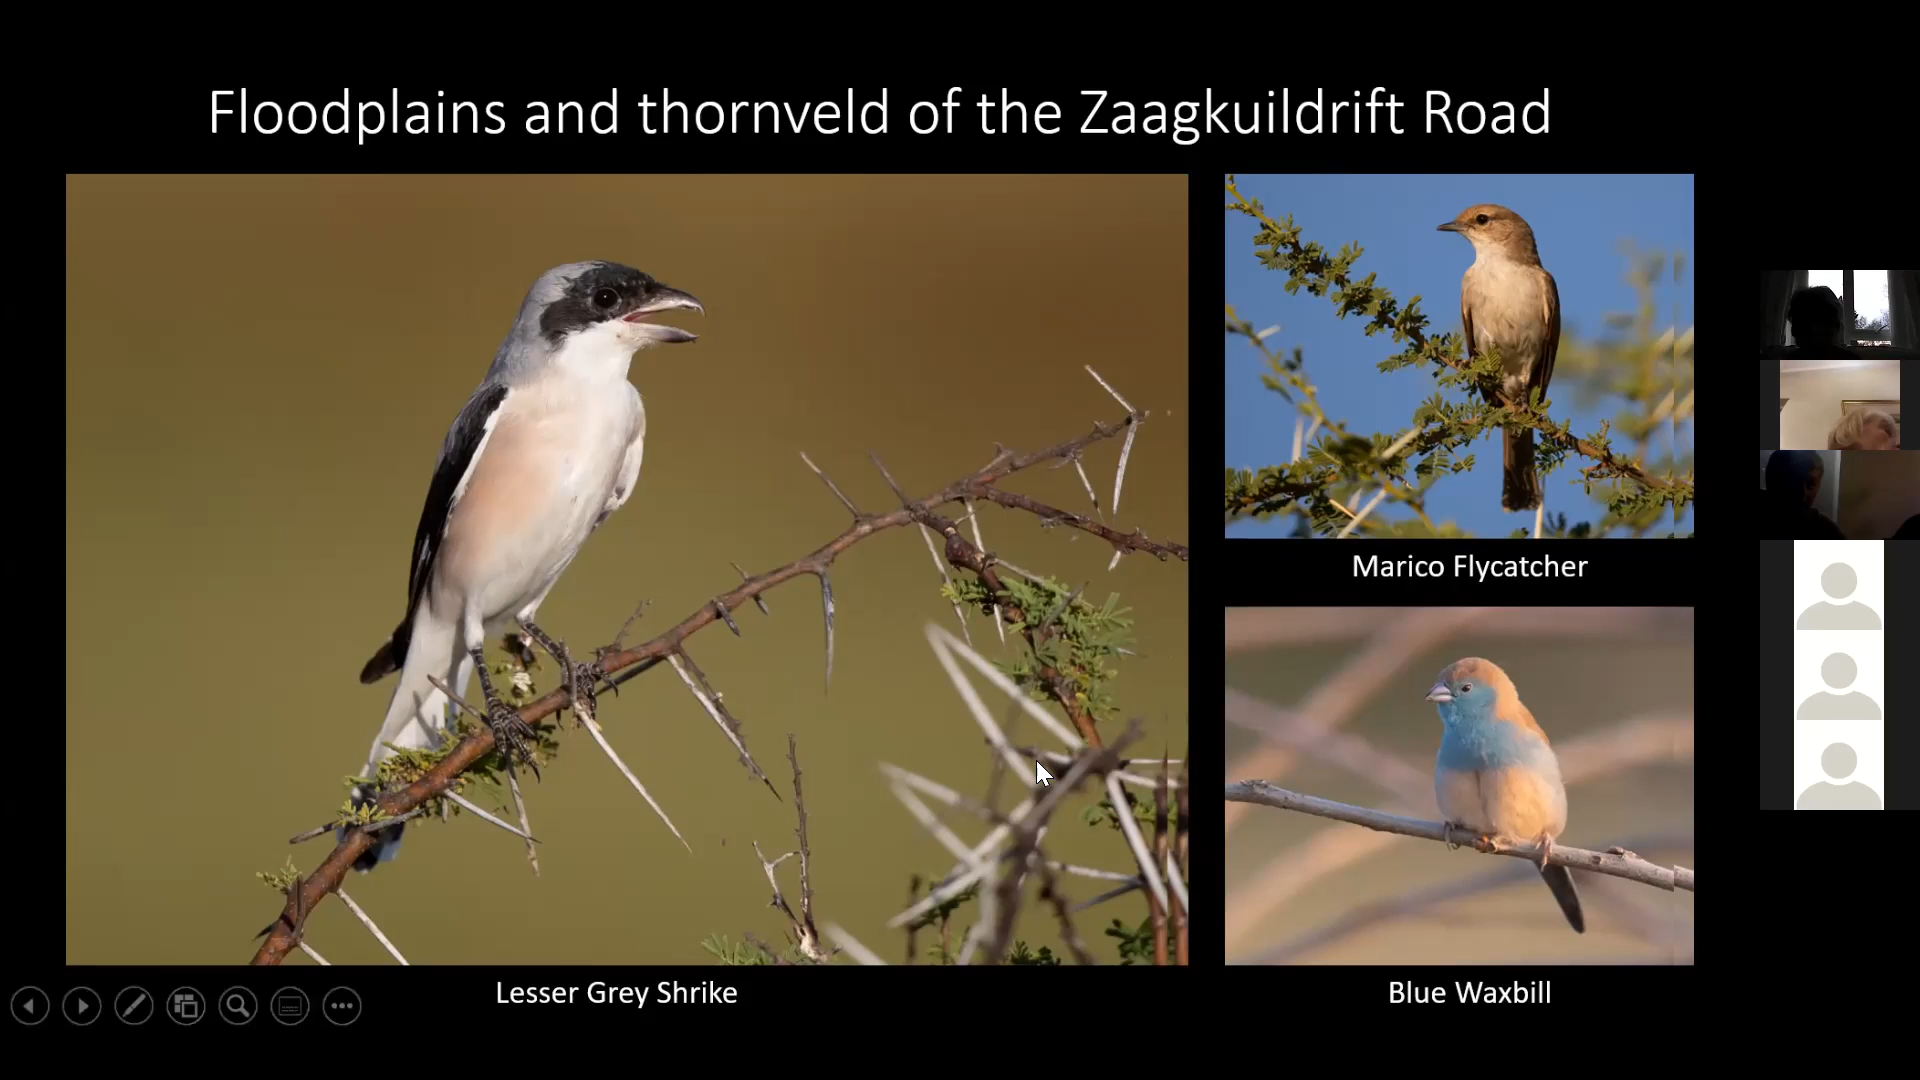 Floodplains and thornveld of the Zaagkuildrift Road
Marico Flycatcher
Lesser Grey Shrike
Blue Waxbill